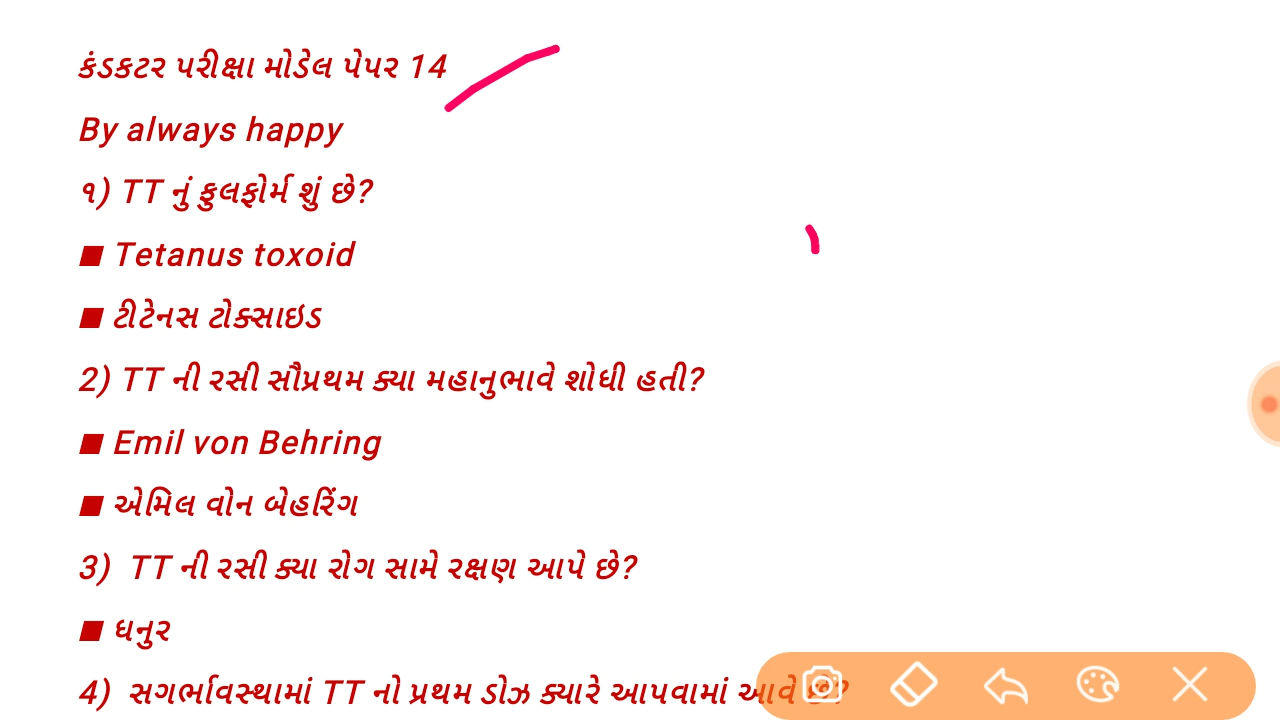 કંડકટર પરીક્ષા મોડેલ પેપર 14
By always happy
૧) TT નું ફુલફોર્મ શું છે?
■ Tetanus toxoid
■ ટીટેનસ ટોક્સાઇડ
2) TT ની રસી સૌપ્રથમ ક્યા મહાનુભાવે શોધી હતી?
■ Emil von Behring
■ એમિલ વોન બેહરિંગ
3) TT ની રસી ક્યા રોગ સામે રક્ષણ આપે છે?
■ ધનુર
4) સગર્ભાવસ્થામાં TT નો પ્રથમ ડોઝ ક્યારે આપવામાં આવે છે?